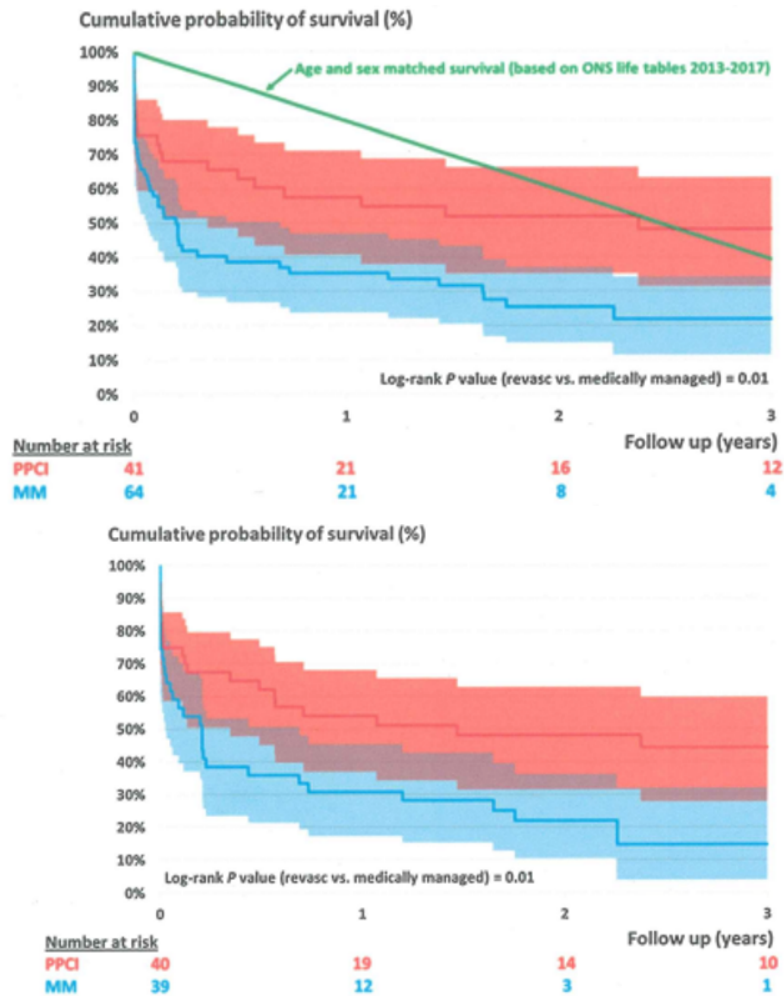 Cumulative probability of survival (%)
100%
Age and sex matched survival (based on ONS life tables 2013-2017)
90%
80%
70%
60%
50%
40%
30%
20%
10%
Log-rank P value (revasc vs. medically managed) = 0.01
0%
0 1 2 3
Number at risk Follow up (years)
PPCI 41 21 16 12
MM 64 21 8 4
Cumulative probability of survival (%)
100%
90%
80%
70%
60%
50%
40%
30%
20%
10%
Log-rank P value (revasc vs. medically managed) = 0.01
0%
0 1 2 3
Number at risk Follow up (years)
PPCI 40 19 14 10
MM 39 12 3 1